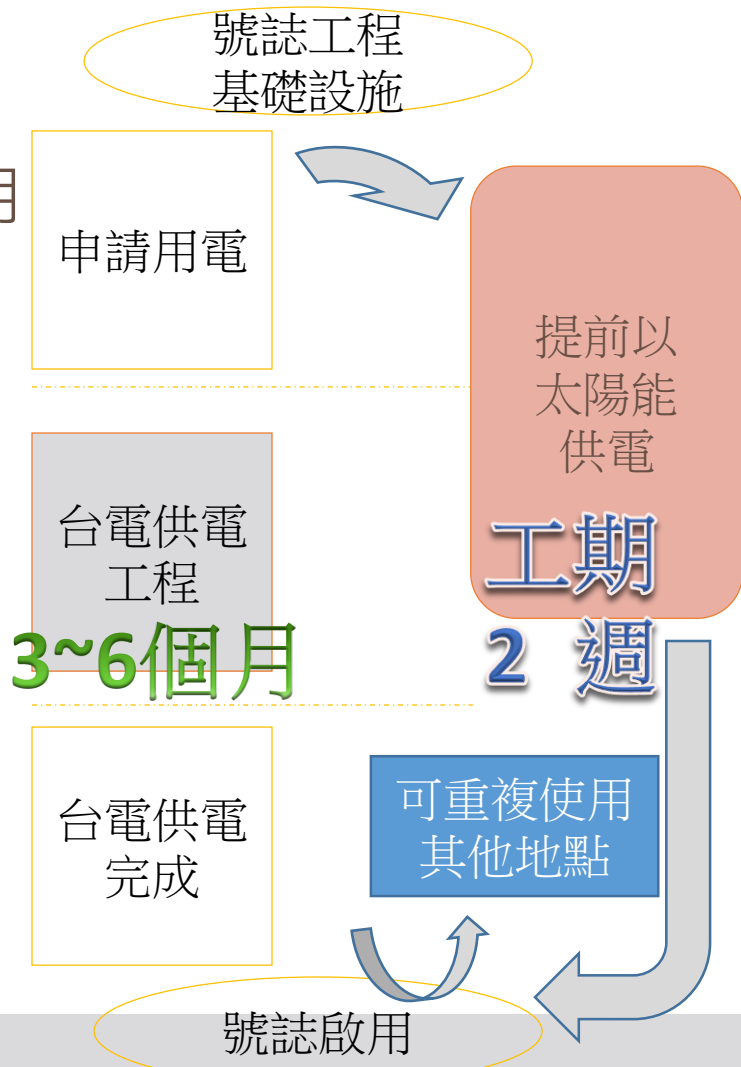 號誌工程
基礎設施
用
申請用電
提前以
太陽能
供電
工期
2 週
台電供電
工程
3~6個月
台電供電
完成
可重複使用
其他地點
號誌啟用